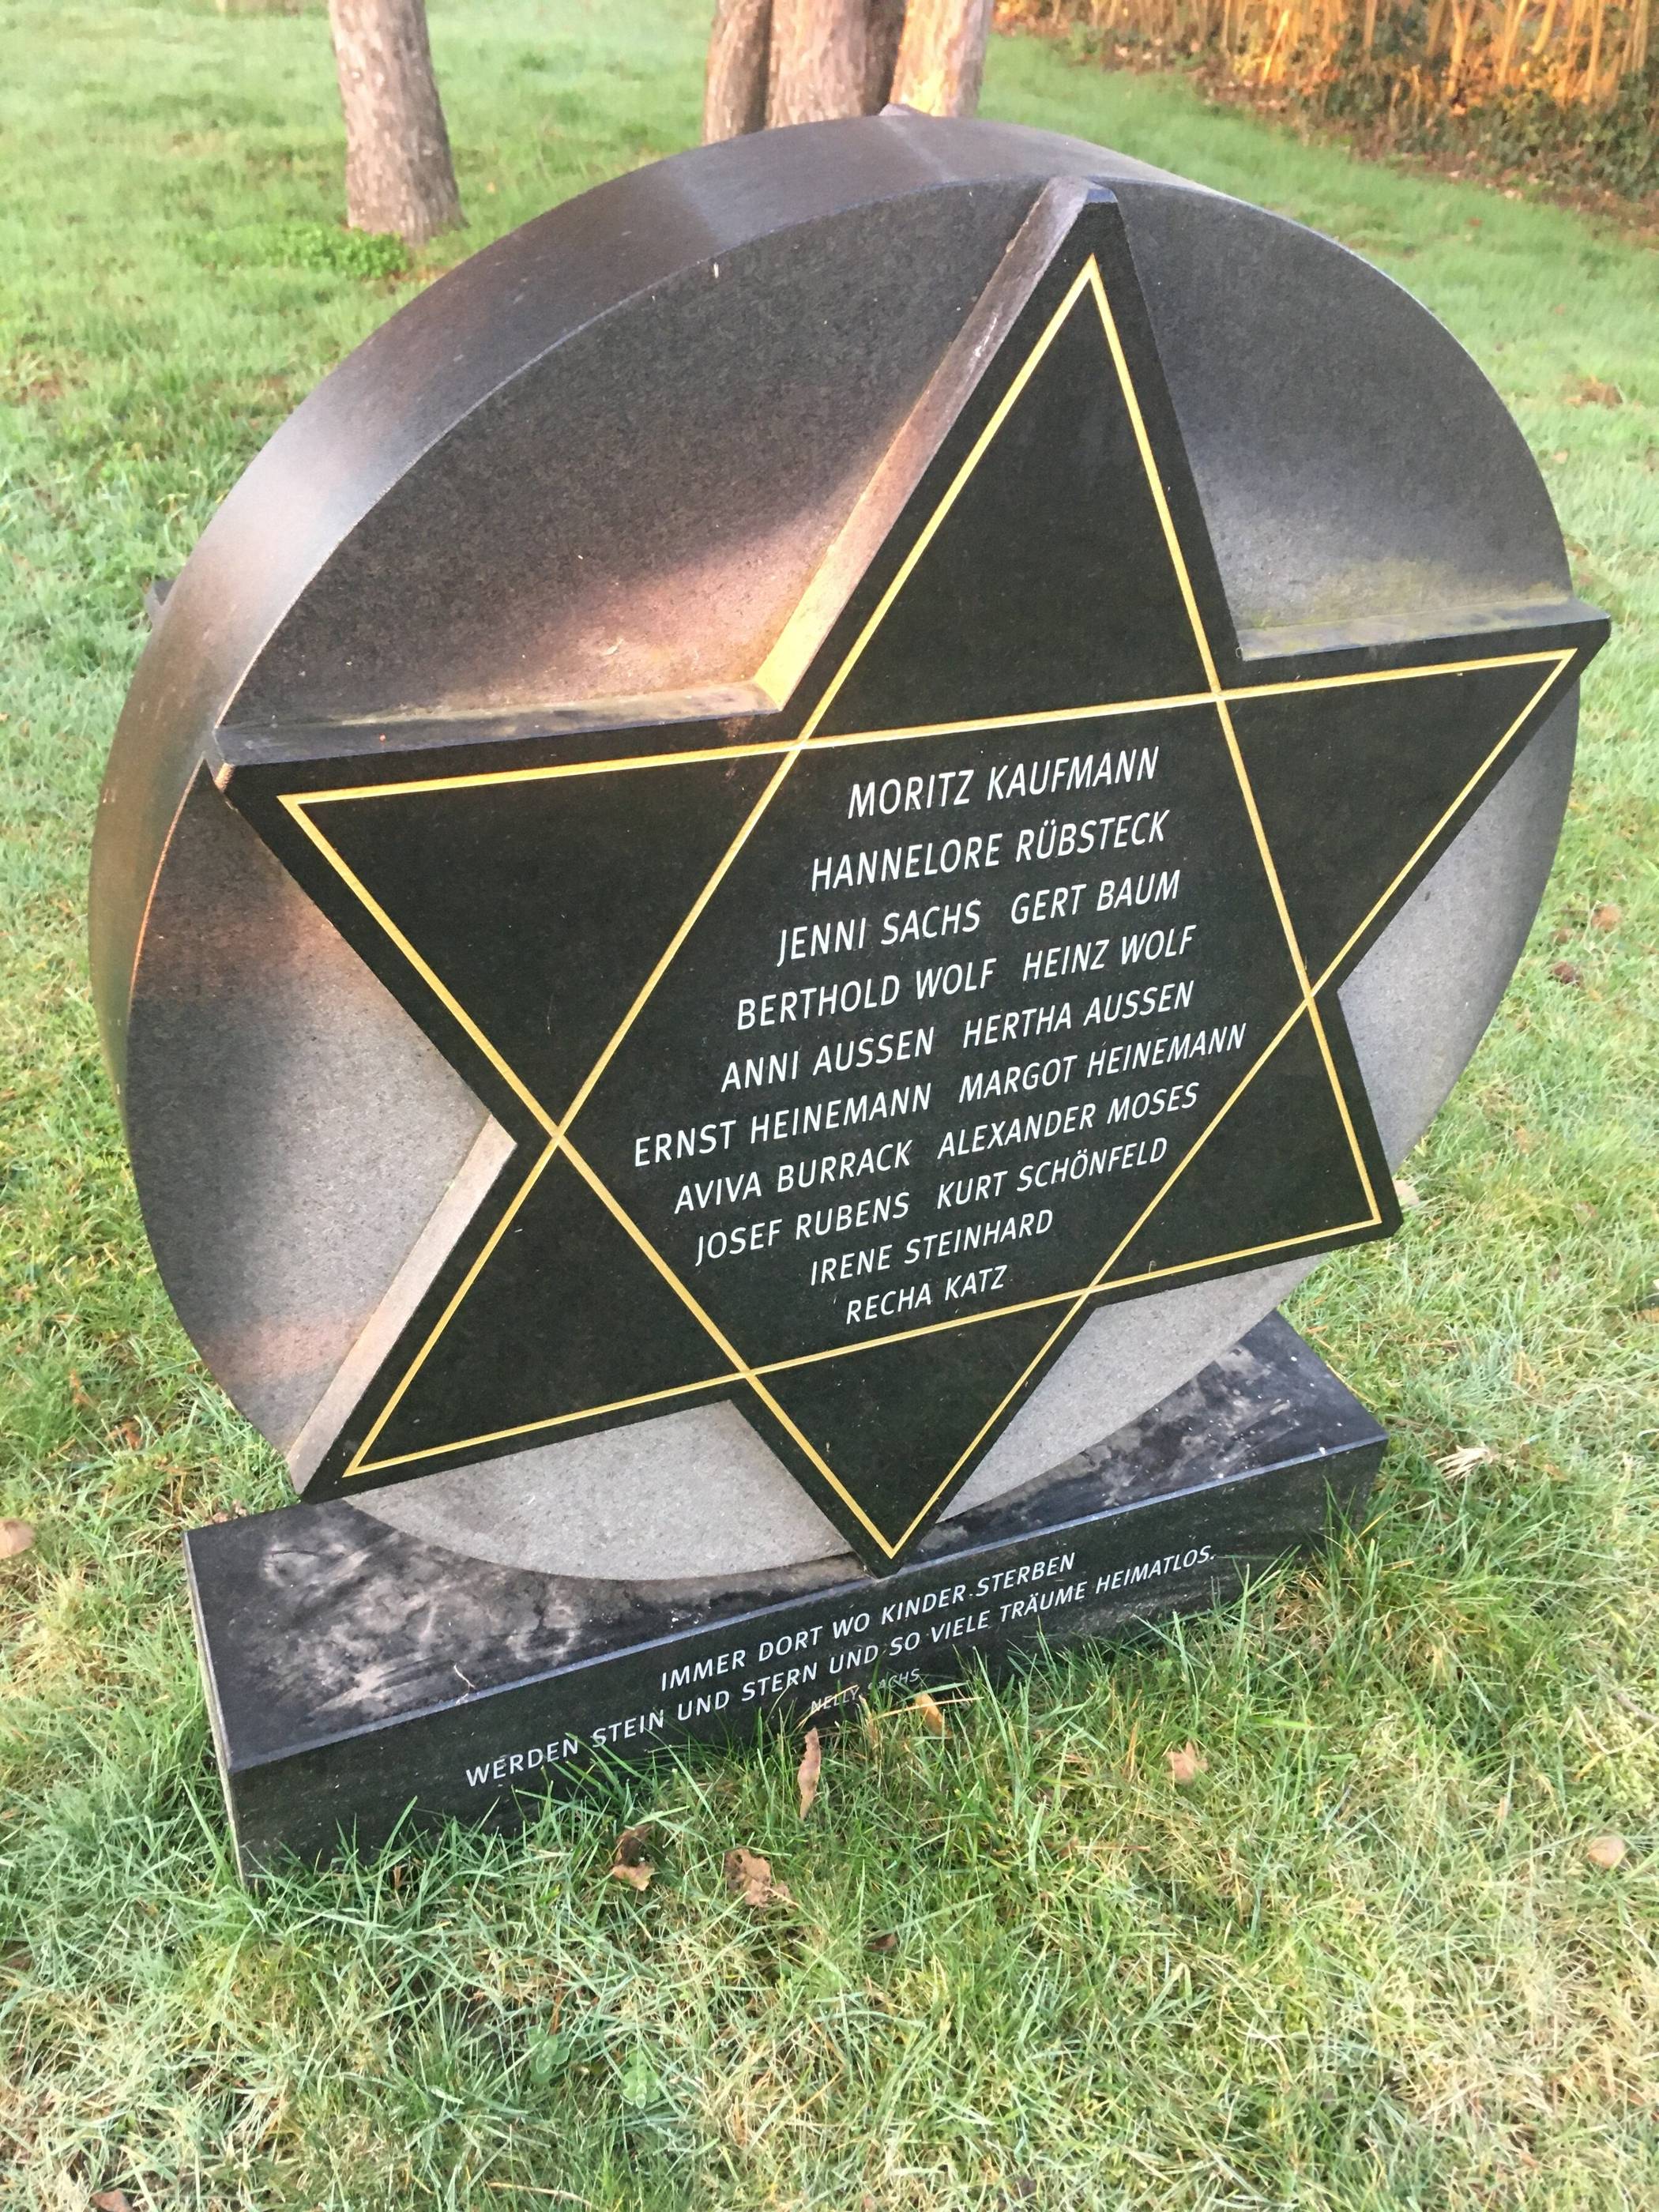 MORITZ KAUFMANN
HANNELORE RÜBSTECK
JENNI SACHS GERT BAUM
BERTHOLD WOLF HEINZ WOLF
ANNI AUSSEN HERTHA AUSSEN
ERNST HEINEMANN MARGOT HEINEMANN
AVIVA BURRACK ALEXANDER MOSES
JOSEF RUBENS KURT SCHÖNFELD
IRENE STEINHARD
RECHA KATZ
IMMER DORT WO KINDER STERBEN
WERDEN STEIN UND STERN UND SO VIELE TRÄUME HEIMATLOS.
NELLY SACHS